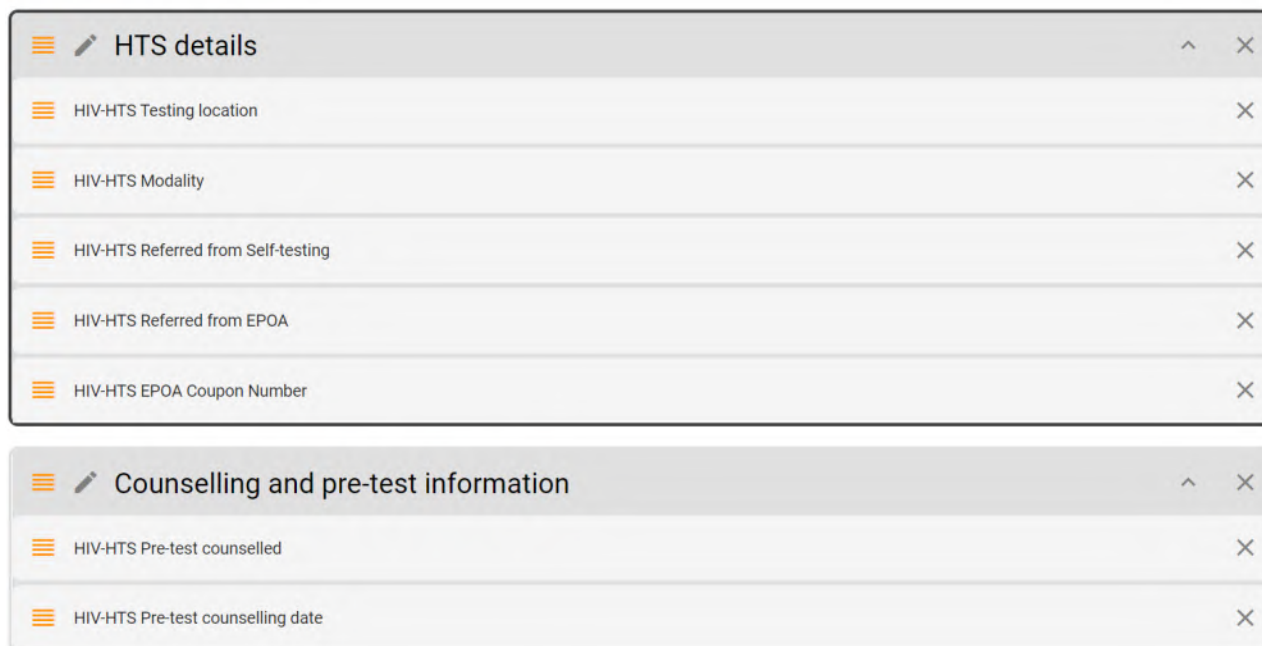 HTS details
HIV-HTS Testing location
HIV-HTS Modality
HIV-HTS Referred from Self-testing
HIV-HTS Referred from EPOA
HIV-HTS EPOA Coupon Number
Counselling and pre-test information
HIV-HTS Pre-test counselled
HIV-HTS Pre-test counselling date